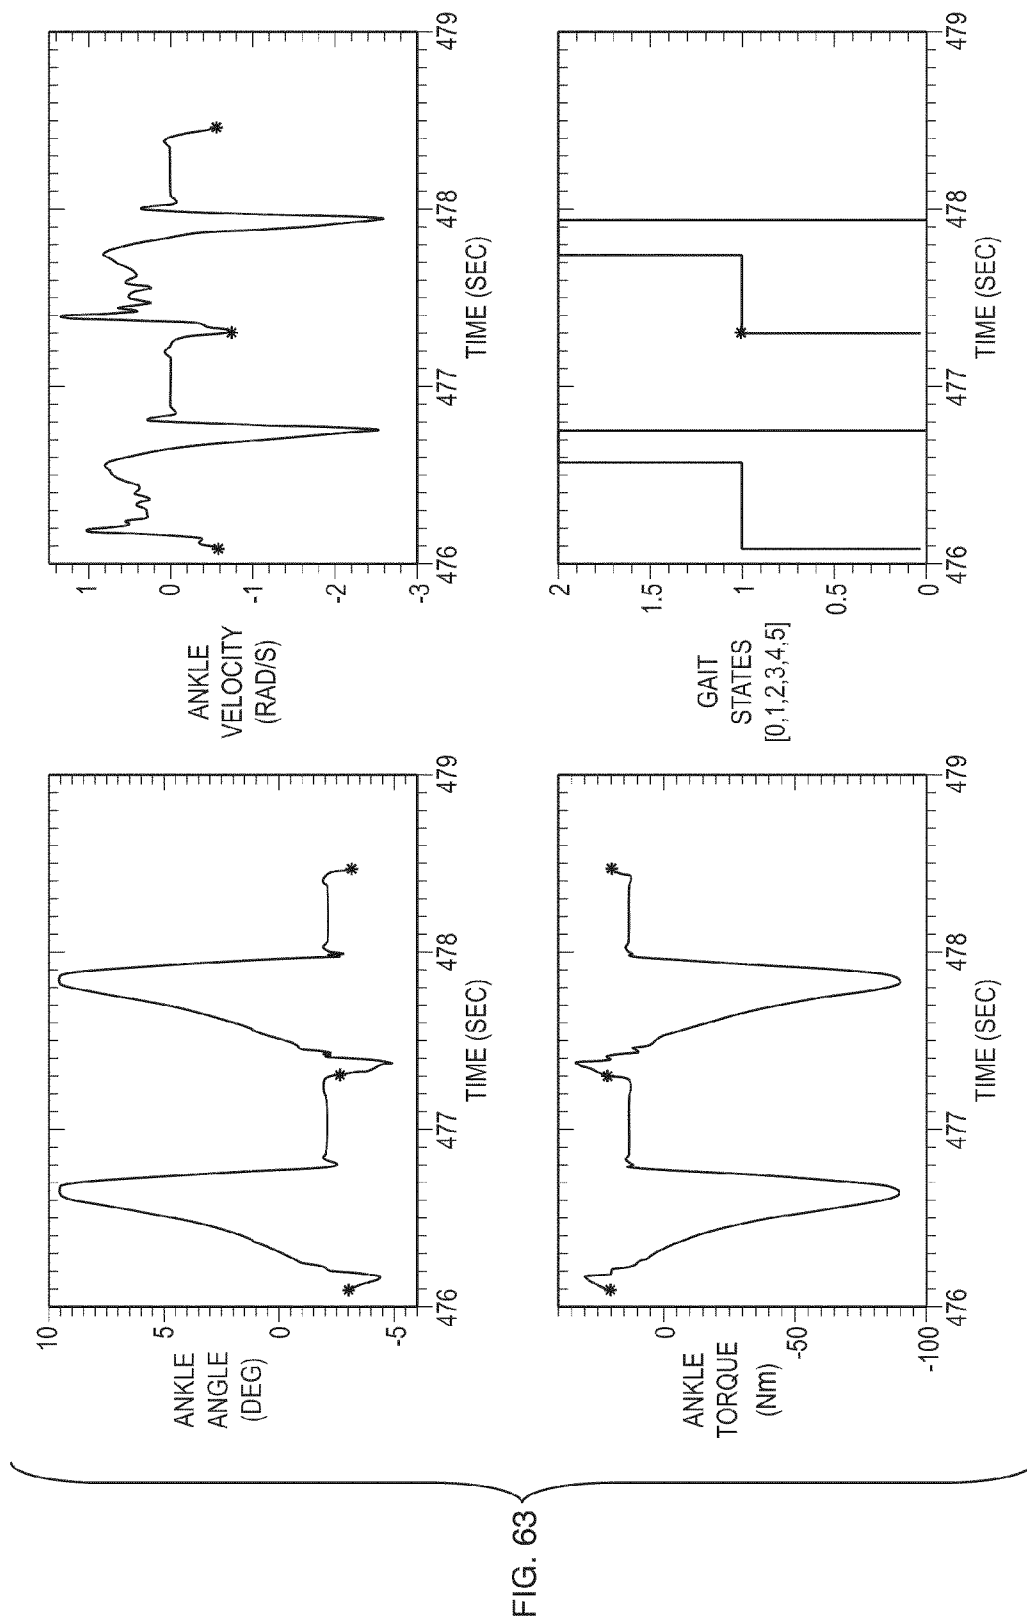 FIG. 63
ANKLE
ANGLE
(DEG)
10
5
0
-5
476
477
478
479
TIME (SEC)
ANKLE
VELOCITY
(RAD/S)
1
0
-1
-2
-3
476
477
478
479
TIME (SEC)
ANKLE
TORQUE
(Nm)
0
-50
-100
476
477
478
479
TIME (SEC)
GAIT
STATES
[0,1,2,3,4,5]
2
1.5
1
0.5
0
476
477
478
479
TIME (SEC)